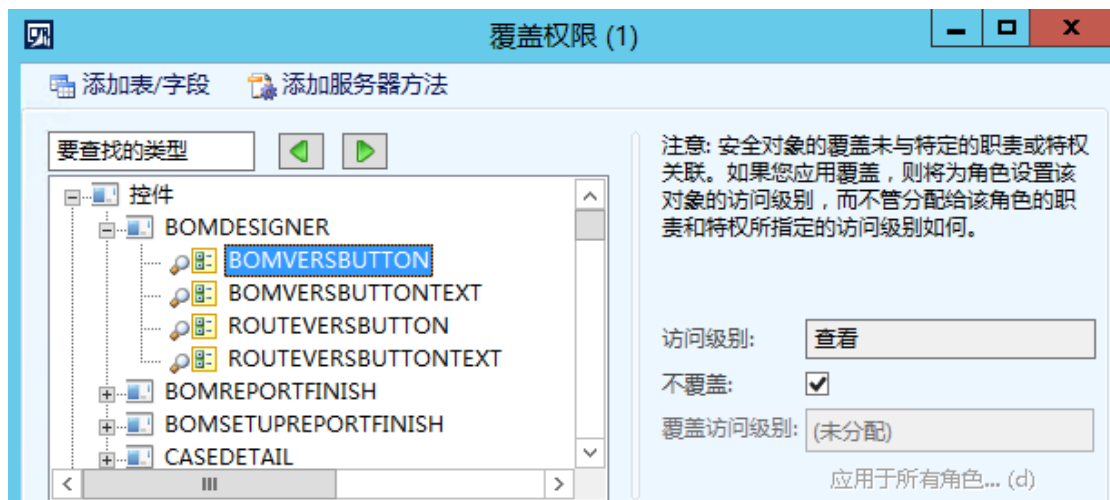 覆盖权限 (1)
添加表/字段 添加服务器方法
要查找的类型
控件
BOMDESIGNER
BOMVERSBUTTON
BOMVERSBUTTONTEXT
ROUTEVERSBUTTON
ROUTEVERSBUTTONTEXT
BOMREPORTFINISH
BOMSETUPREPORTFINISH
CASEDETAIL
注意: 安全对象的覆盖未与特定的职责或特权
关联。如果您应用覆盖，则将为角色设置该
对象的访问级别，而不管分配给该角色的职
责和特权所指定的访问级别如何。
访问级别: 查看
不覆盖:
覆盖访问级别: (未分配)
应用于所有角色... (d)